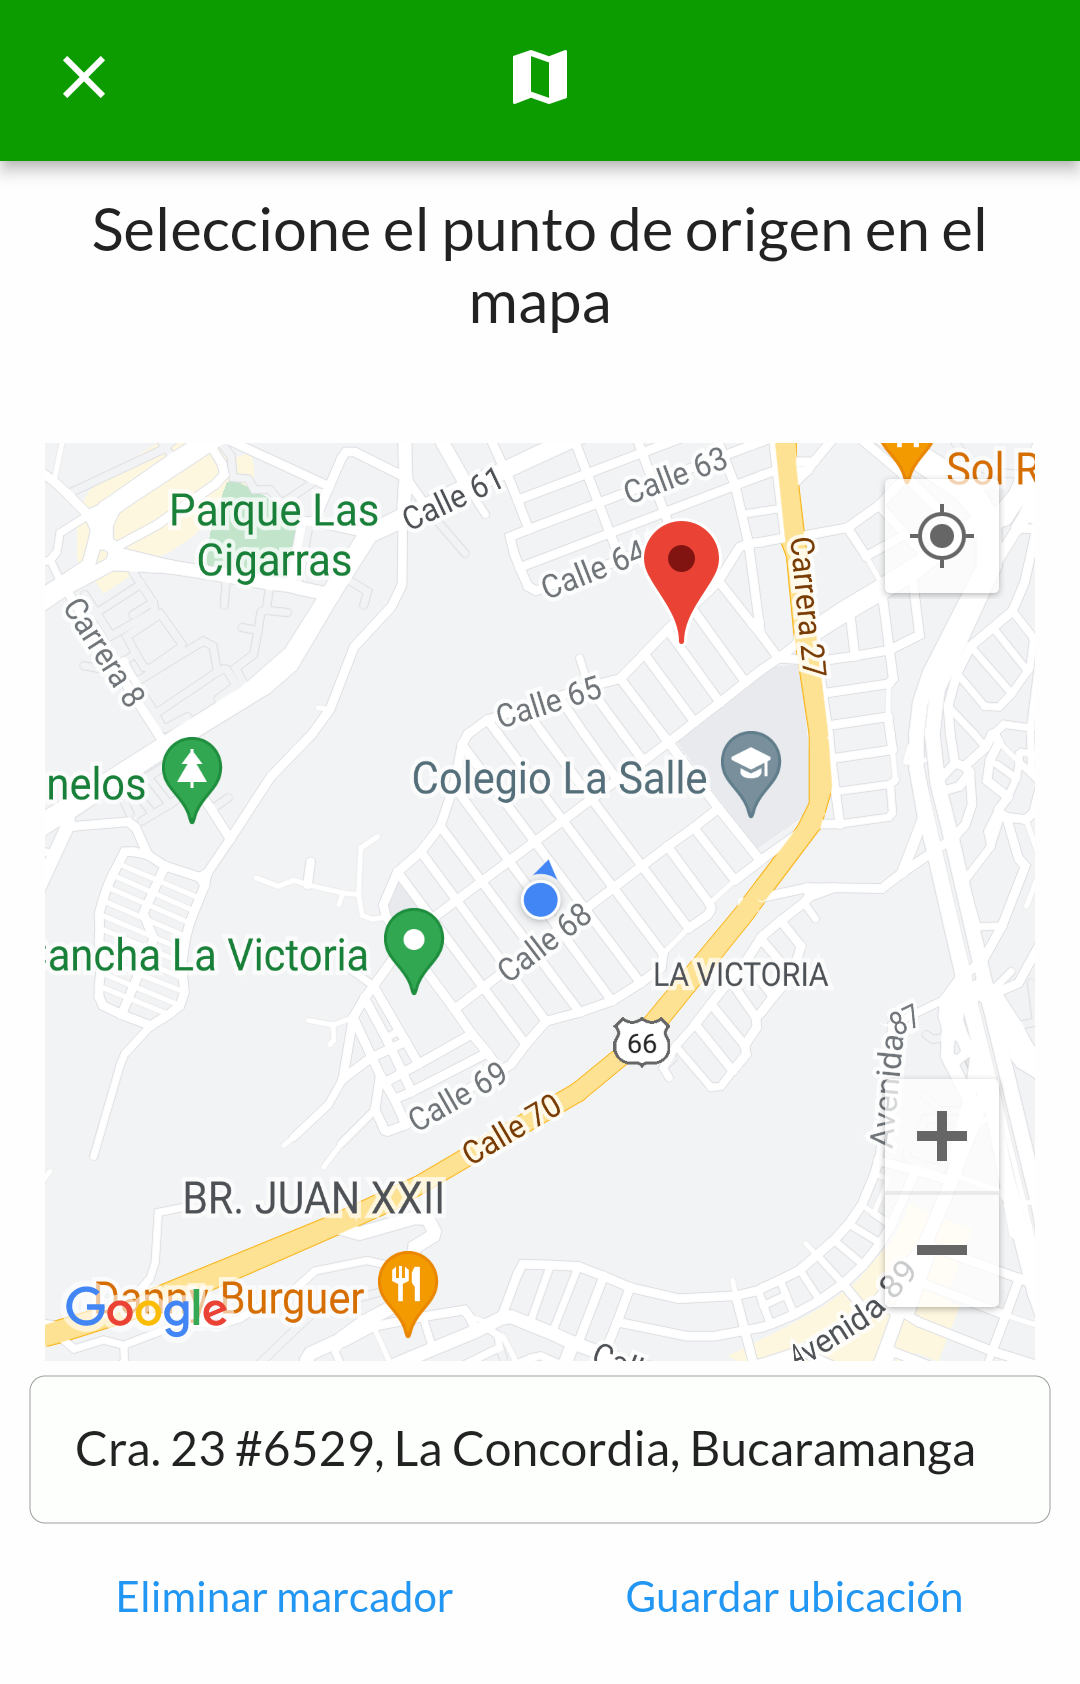 Seleccione el punto de origen en el
mapa
Calle 63
Sol R
Calle 61
Parque Las
Cigarras
Calle 64
Carrera 27
Carrera 8
Calle 65
Colegio La Salle
nelos
Calle 68
ancha La Victoria
LA VICTORIA
66
Avenida 87
Calle 69
Calle 70
BR. JUAN XXII
Danny Burguer
Google
Avenida 89
Cra. 23 #6529, La Concordia, Bucaramanga
Eliminar marcador
Guardar ubicación